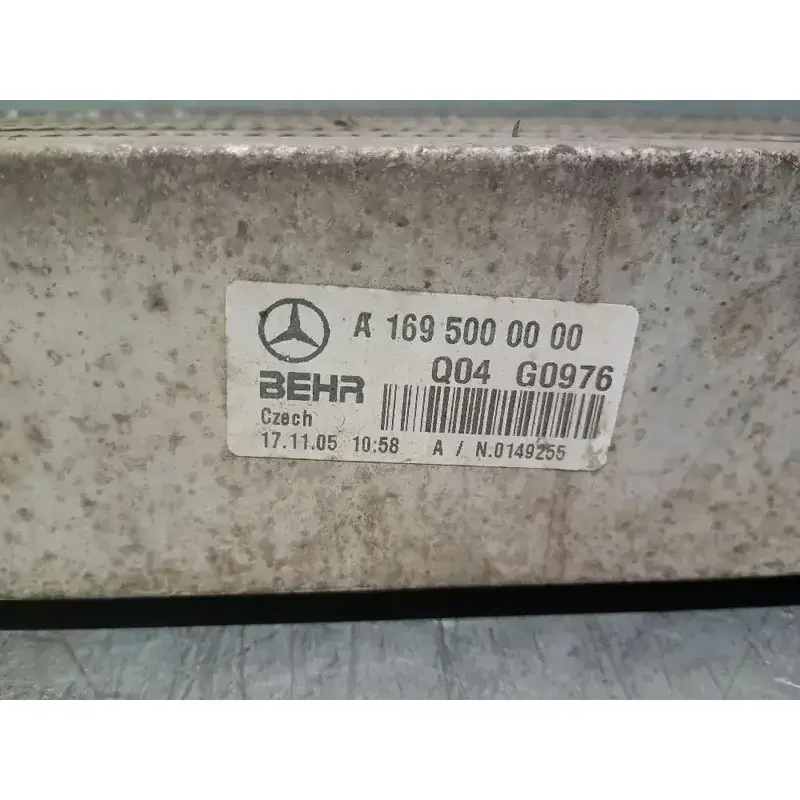 A 169 500 00 00
Q04 G0976
BEHR
Czech
17.11.05 10:58 A / N.0149255